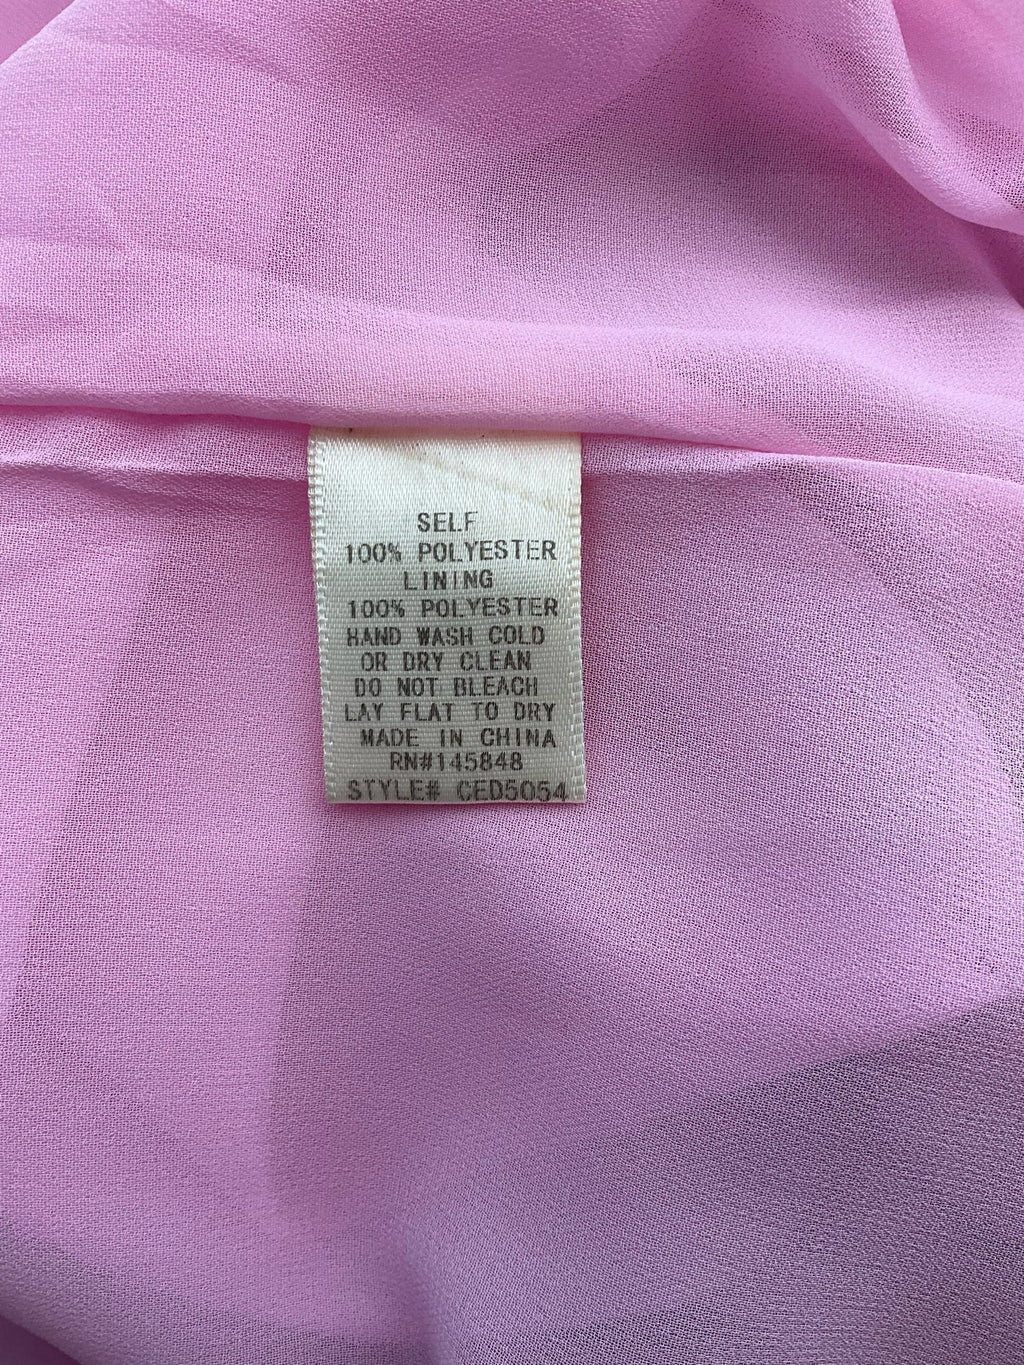 SELF
100% POLYESTER
LINING
100% POLYESTER
HAND WASH COLD
OR DRY CLEAN
DO NOT BLEACH
LAY FLAT TO DRY
MADE IN CHINA
RN#145848
STYLE# CED5054